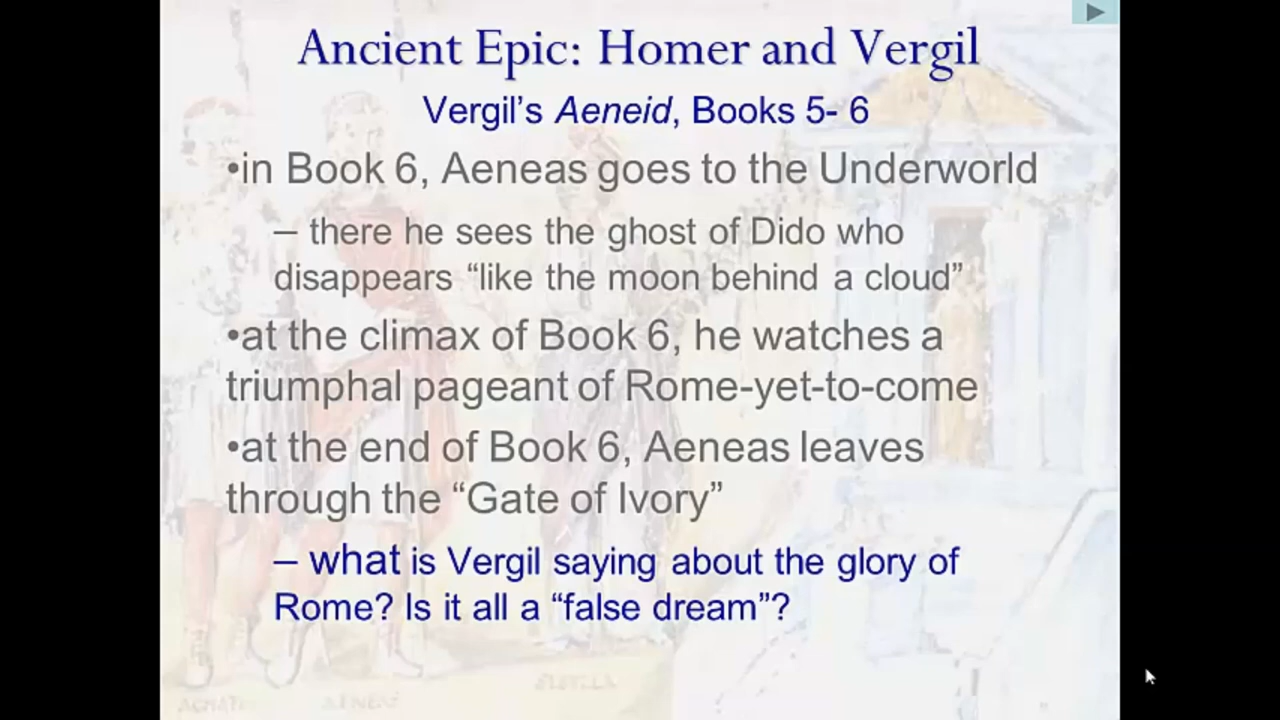 Ancient Epic: Homer and Vergil
Vergil’s Aeneid, Books 5- 6
•in Book 6, Aeneas goes to the Underworld
– there he sees the ghost of Dido who
disappears “like the moon behind a cloud”
•at the climax of Book 6, he watches a
triumphal pageant of Rome-yet-to-come
•at the end of Book 6, Aeneas leaves
through the “Gate of Ivory”
– what is Vergil saying about the glory of
Rome? Is it all a “false dream”?